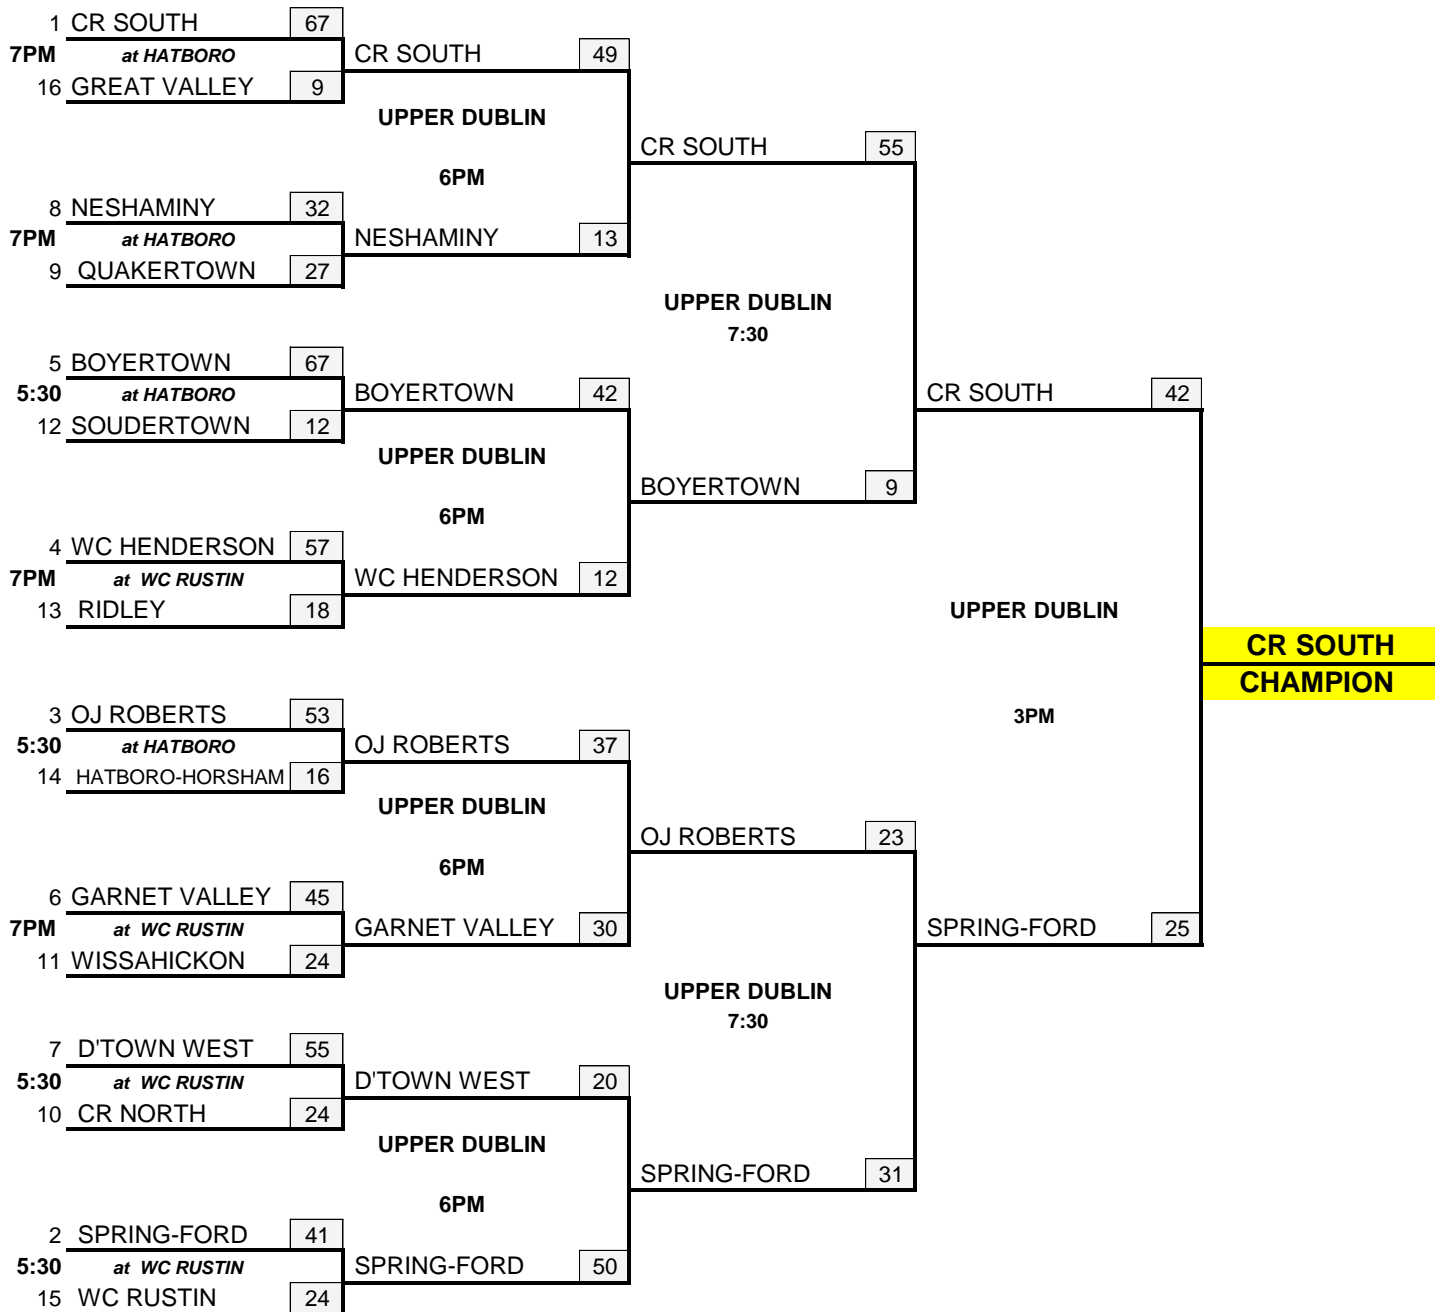 1 CR SOUTH 67
7PM at HATBORO CR SOUTH 49
16 GREAT VALLEY 9
UPPER DUBLIN
CR SOUTH 55
6PM
8 NESHAMINY 32
7PM at HATBORO NESHAMINY 13
9 QUAKERTOWN 27
UPPER DUBLIN
7:30
5 BOYERTOWN 67
5:30 at HATBORO BOYERTOWN 42 CR SOUTH 42
12 SOUDERTOWN 12
UPPER DUBLIN
BOYERTOWN 9
6PM
4 WC HENDERSON 57
7PM at WC RUSTIN WC HENDERSON 12
13 RIDLEY 18 UPPER DUBLIN
CR SOUTH
CHAMPION
3 OJ ROBERTS 53 3PM
5:30 at HATBORO OJ ROBERTS 37
14 HATBORO-HORSHAM 16
UPPER DUBLIN
OJ ROBERTS 23
6PM
6 GARNET VALLEY 45
7PM at WC RUSTIN GARNET VALLEY 30 SPRING-FORD 25
11 WISSAHICKON 24
UPPER DUBLIN
7:30
7 D'TOWN WEST 55
5:30 at WC RUSTIN D'TOWN WEST 20
10 CR NORTH 24
UPPER DUBLIN
SPRING-FORD 31
6PM
2 SPRING-FORD 41
5:30 at WC RUSTIN SPRING-FORD 50
15 WC RUSTIN 24